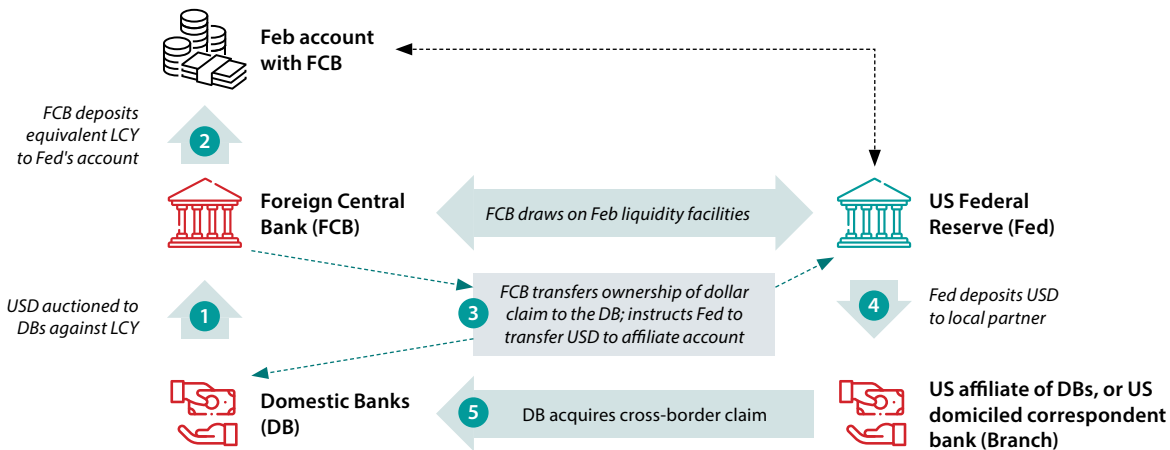 Feb account
with FCB
FCB deposits
equivalent LCY
to Fed's account
2
Foreign Central
Bank (FCB)
FCB draws on Feb liquidity facilities
US Federal
Reserve (Fed)
USD auctioned to
DBs against LCY
1
3
FCB transfers ownership of dollar
claim to the DB; instructs Fed to
transfer USD to affiliate account
4
Fed deposits USD
to local partner
Domestic Banks
(DB)
5
DB acquires cross-border claim
US affiliate of DBs, or US
domiciled correspondent
bank (Branch)